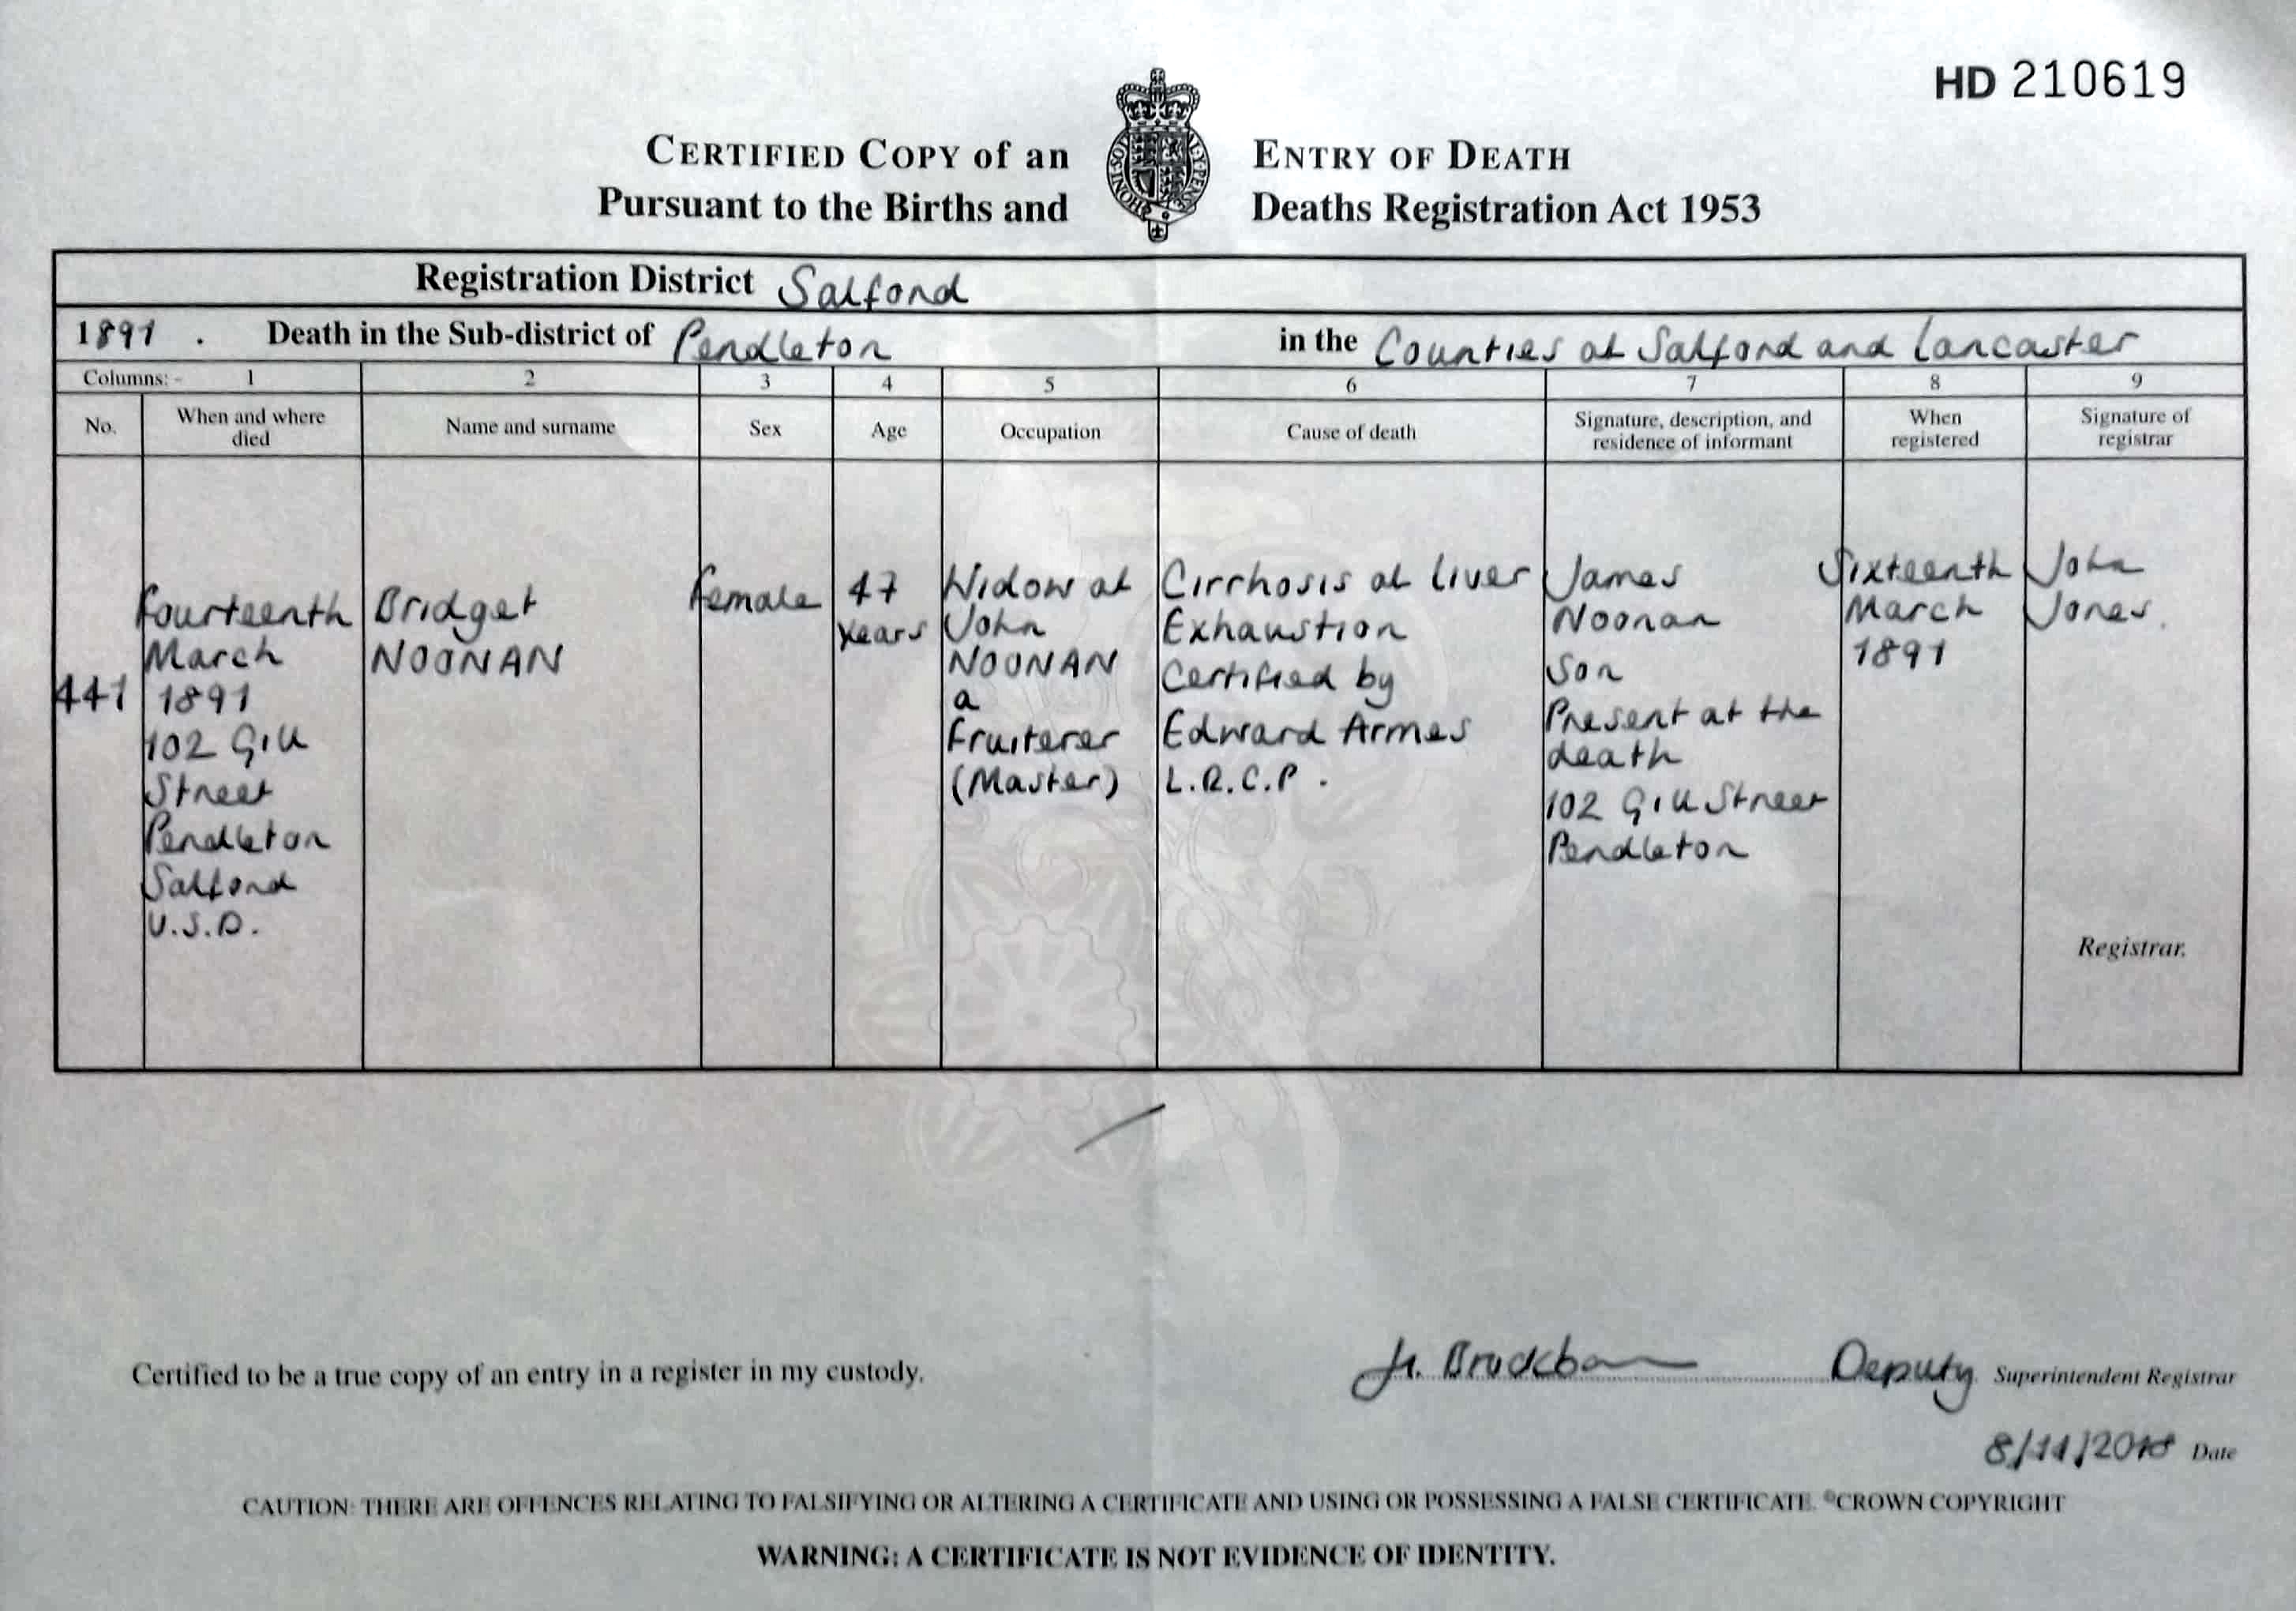 HD 210619
CERTIFIED COPY of an ENTRY OF DEATH
Pursuant to the Births and Deaths Registration Act 1953
Registration District Salford
1891 . Death in the Sub-district of Pendleton in the Counties of Salford and Lancaster
Columns:- 1 2 3 4 5 6 7 8 9
No.
When and where
died
Name and surname
Sex
Age
Occupation
Cause of death
Signature, description, and
residence of informant
When
registered
Signature of
registrar
441
Fourteenth
March
1891
102 Gill
Street
Pendleton
Salford
U.S.D.
Bridget
NOONAN
Female
47
years
Widow of
John
NOONAN
a
Fruiterer
(Master)
Cirrhosis of liver
Exhaustion
Certified by
Edward Armes
L.R.C.P.
James
Noonan
Son
Present at the
death
102 Gill Street
Pendleton
Sixteenth
March
1891
John
Jones.
Registrar.
Certified to be a true copy of an entry in a register in my custody.
Deputy Superintendent Registrar
8/11/2018 Date
CAUTION: THERE ARE OFFENCES RELATING TO FALSIFYING OR ALTERING A CERTIFICATE AND USING OR POSSESSING A FALSE CERTIFICATE. ©CROWN COPYRIGHT
WARNING: A CERTIFICATE IS NOT EVIDENCE OF IDENTITY.